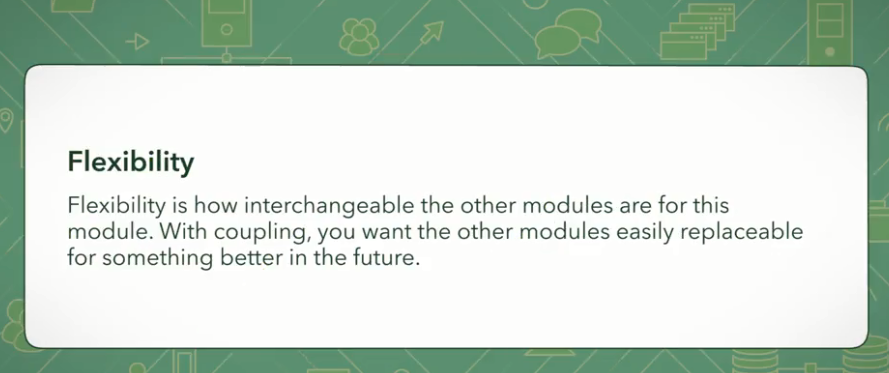 Flexibility
Flexibility is how interchangeable the other modules are for this
module. With coupling, you want the other modules easily replaceable
for something better in the future.